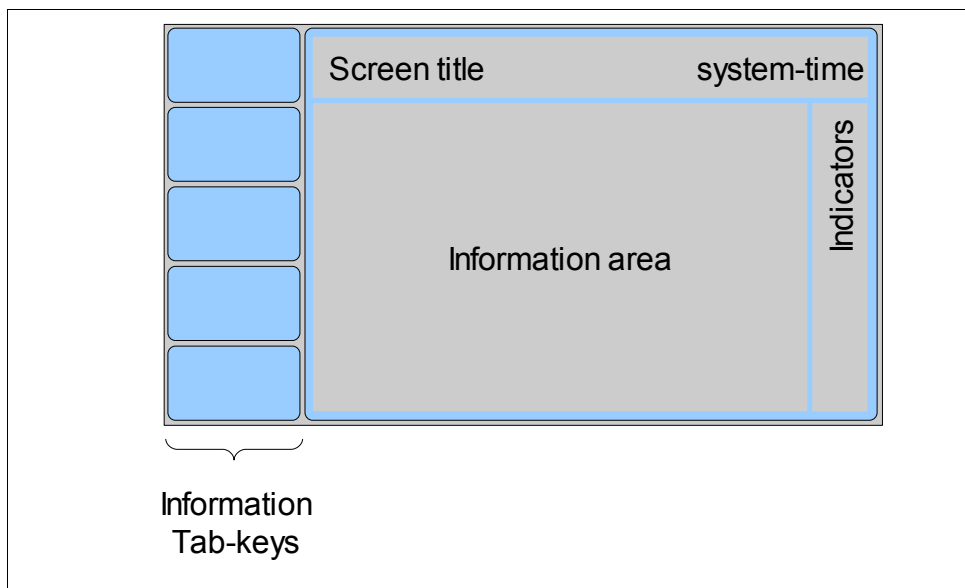 Screen title
system-time
Indicators
Information area
Information
Tab-keys